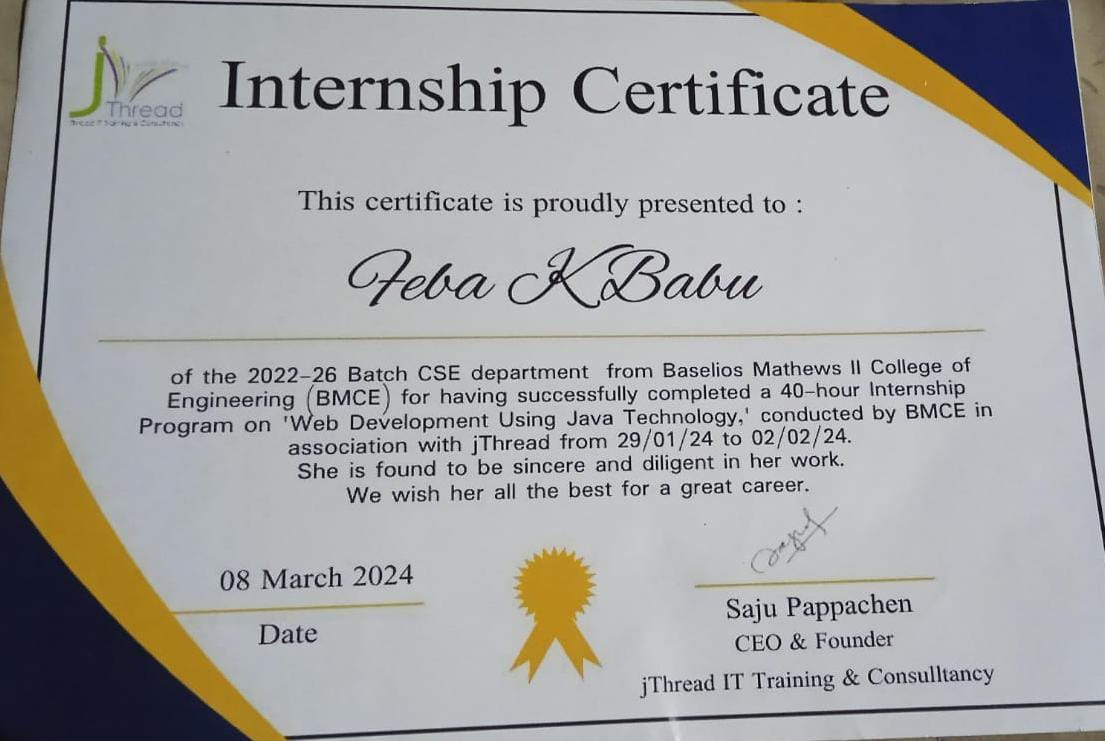 jThread
Internship Certificate
This certificate is proudly presented to :
Feba K Babu
of the 2022-26 Batch CSE department from Baselios Mathews II College of
Engineering (BMCE) for having successfully completed a 40-hour Internship
Program on 'Web Development Using Java Technology,' conducted by BMCE in
association with jThread from 29/01/24 to 02/02/24.
She is found to be sincere and diligent in her work.
We wish her all the best for a great career.
08 March 2024
Date
Saju Pappachen
CEO & Founder
jThread IT Training & Consulltancy